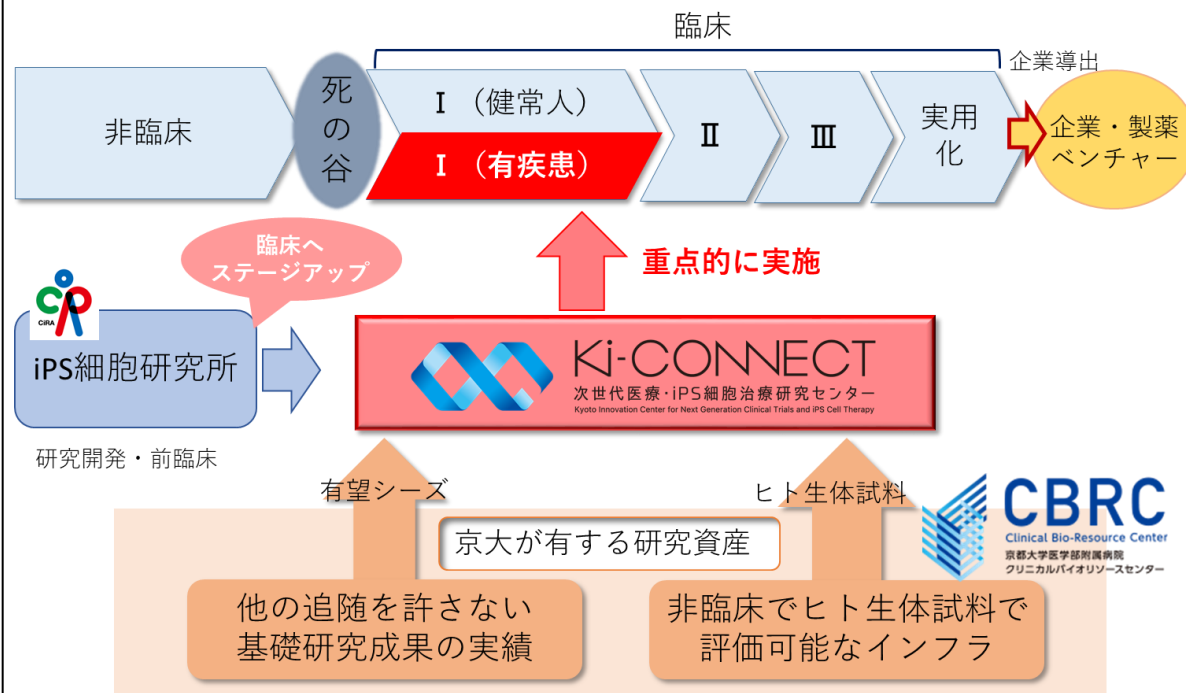 臨床
企業導出
非臨床
死の谷
Ⅰ （健常人）
Ⅰ （有疾患）
Ⅱ
Ⅲ
実用化
企業・製薬
ベンチャー
臨床へ
ステージアップ
重点的に実施
CiRA
iPS細胞研究所
研究開発・前臨床
Ki-CONNECT
次世代医療・iPS細胞治療研究センター
Kyoto Innovation Center for Next Generation Clinical Trials and iPS Cell Therapy
有望シーズ
ヒト生体試料
京大が有する研究資産
CBRC
Clinical Bio-Resource Center
京都大学医学部附属病院
クリニカルバイオリソースセンター
他の追随を許さない
基礎研究成果の実績
非臨床でヒト生体試料で
評価可能なインフラ